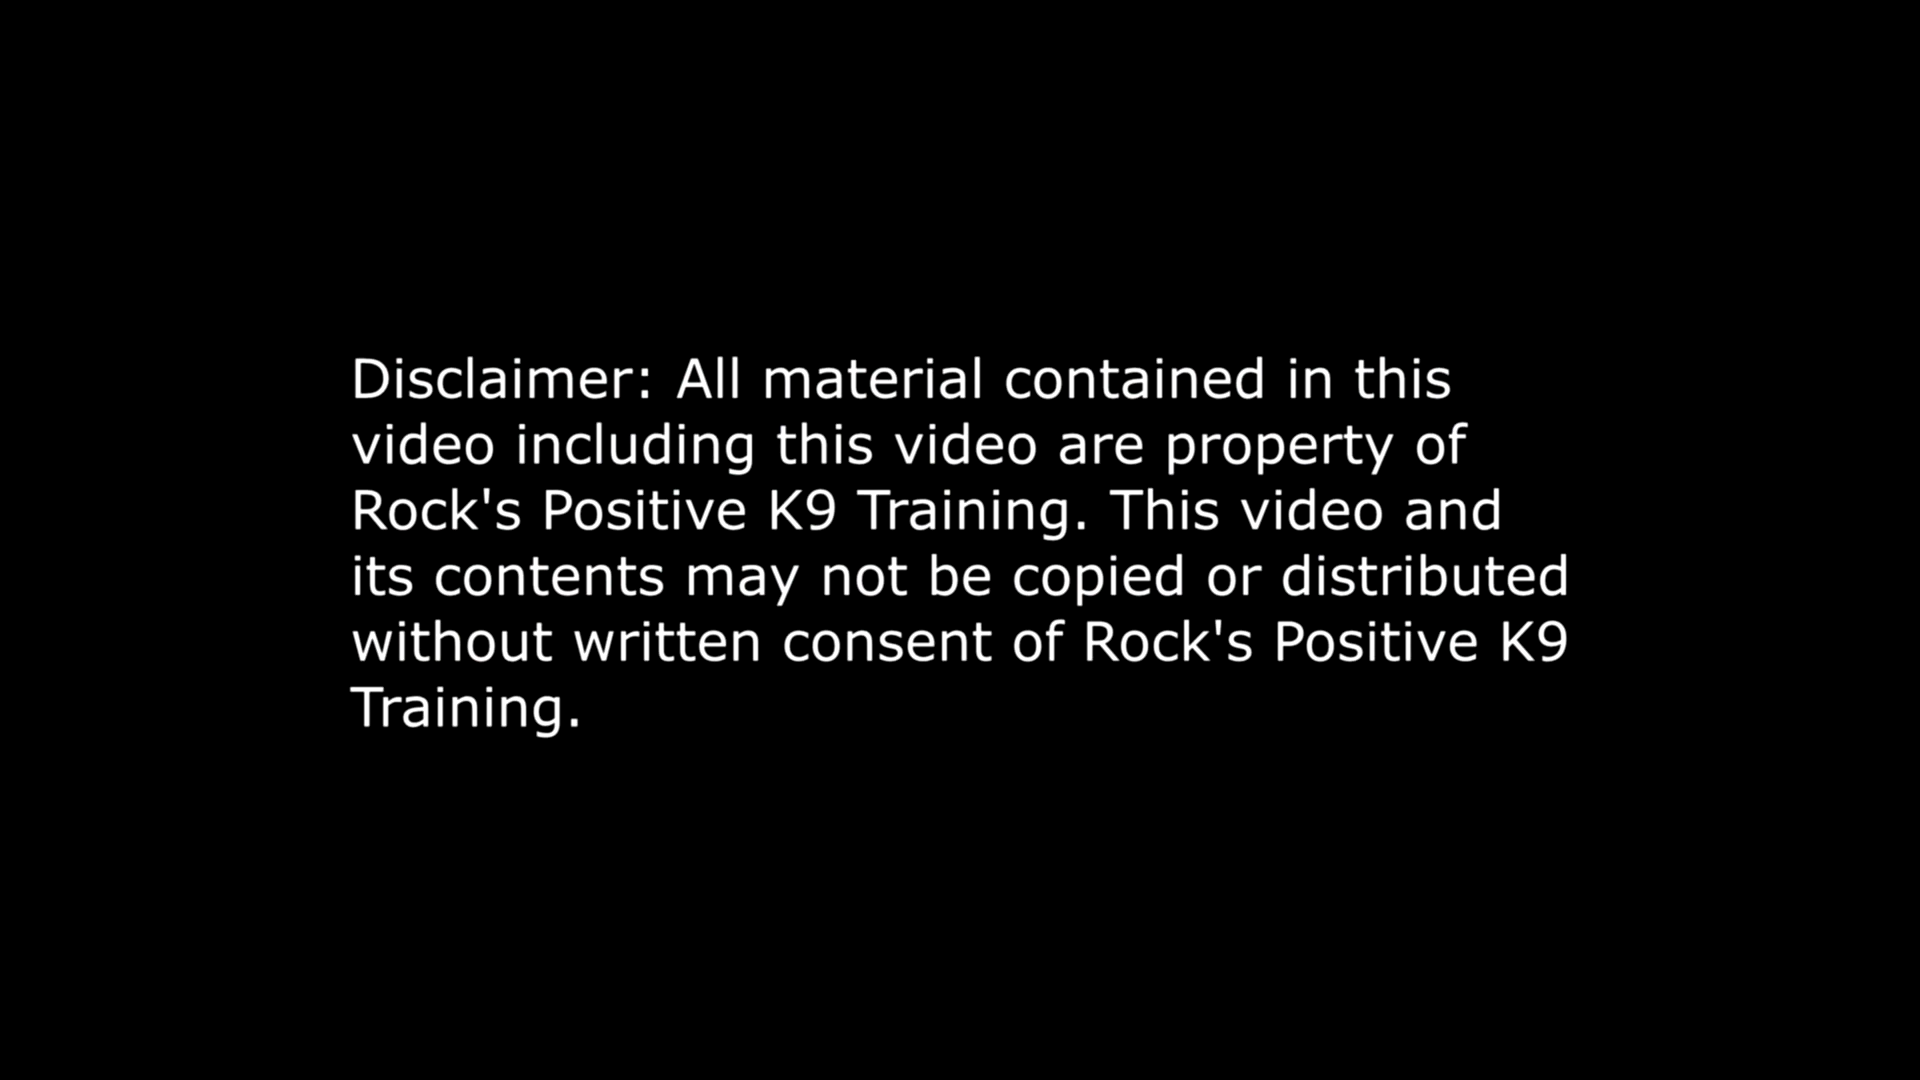 Disclaimer: All material contained in this
video including this video are property of
Rock's Positive K9 Training. This video and
its contents may not be copied or distributed
without written consent of Rock's Positive K9
Training.